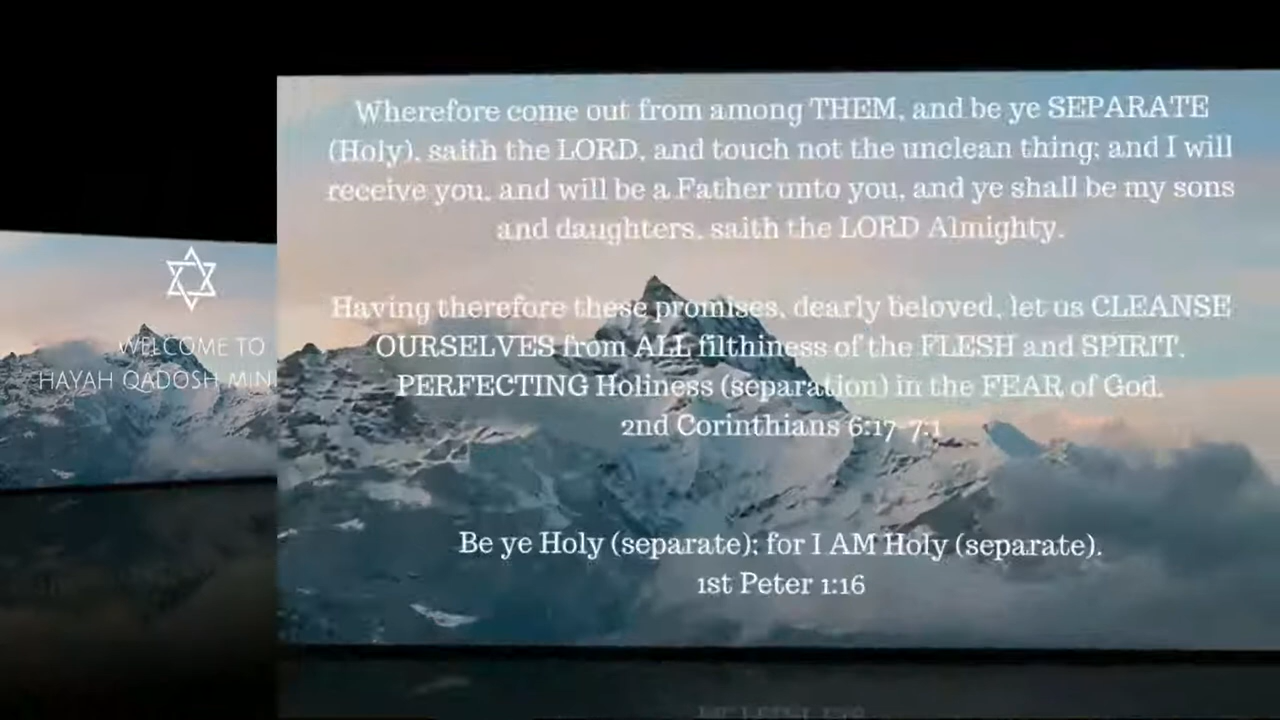 WELCOME TO
HAYAH QADOSH MIN
Wherefore come out from among THEM, and be ye SEPARATE
(Holy), saith the LORD, and touch not the unclean thing; and I will
receive you, and will be a Father unto you, and ye shall be my sons
and daughters, saith the LORD Almighty.
Having therefore these promises, dearly beloved, let us CLEANSE
OURSELVES from ALL filthiness of the FLESH and SPIRIT,
PERFECTING Holiness (separation) in the FEAR of God.
2nd Corinthians 6:17-7:1
Be ye Holy (separate); for I AM Holy (separate).
1st Peter 1:16